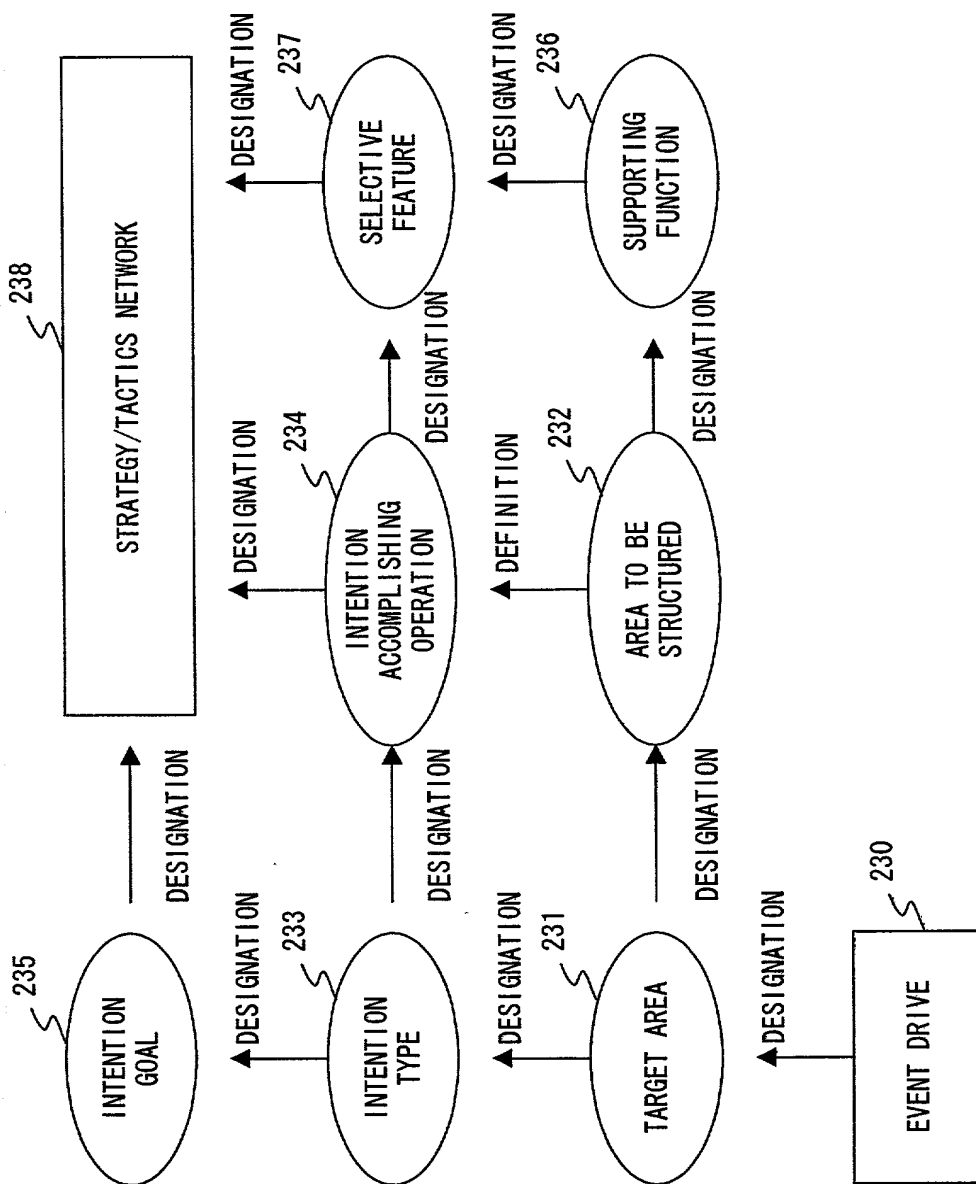 238
STRATEGY/TACTICS NETWORK
235
INTENTION
GOAL
DESIGNATION
DESIGNATION
DESIGNATION
DESIGNATION
233
INTENTION
TYPE
DESIGNATION
234
INTENTION
ACCOMPLISHING
OPERATION
DESIGNATION
237
SELECTIVE
FEATURE
DESIGNATION
DEFINITION
DESIGNATION
231
TARGET AREA
DESIGNATION
232
AREA TO BE
STRUCTURED
DESIGNATION
236
SUPPORTING
FUNCTION
DESIGNATION
230
EVENT DRIVE